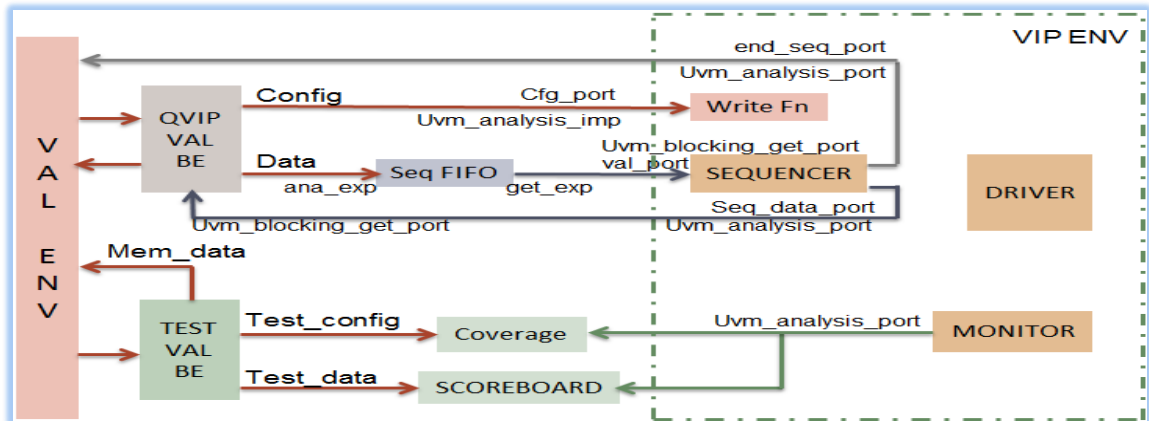 VIP ENV
end_seq_port
Uvm_analysis_port
Config
Cfg_port
Write Fn
Uvm_analysis_imp
QVIP
VAL
BE
V
A
L
E
N
V
Uvm_blocking_get_port
Data
val_port
Seq FIFO
SEQUENCER
ana_exp
get_exp
DRIVER
Seq_data_port
Uvm_blocking_get_port
Uvm_analysis_port
Mem_data
TEST
VAL
BE
Test_config
Coverage
Uvm_analysis_port
MONITOR
Test_data
SCOREBOARD